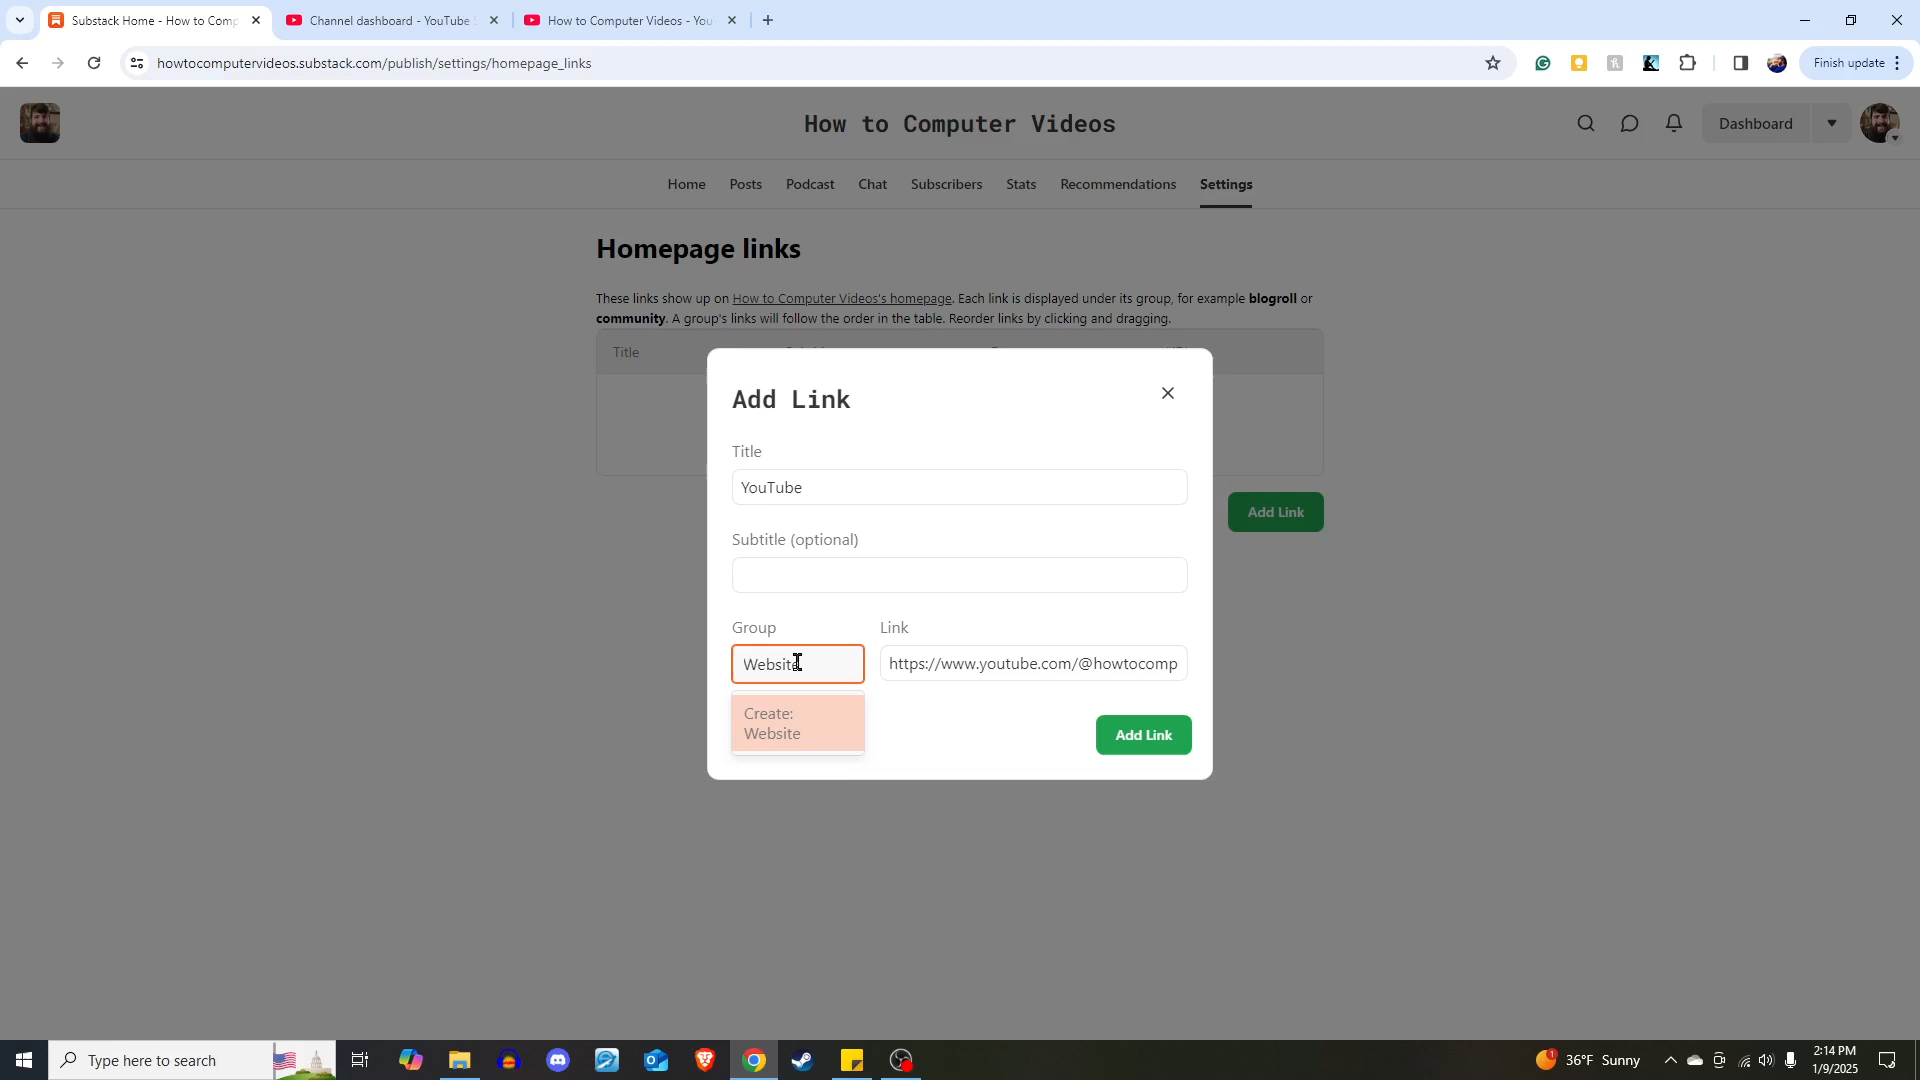 Substack Home - How to Comp
Channel dashboard - YouTube S
How to Computer Videos - You
howtocomputervideos.substack.com/publish/settings/homepage_links
Finish update
How to Computer Videos
Dashboard
Home
Posts
Podcast
Chat
Subscribers
Stats
Recommendations
Settings
Homepage links
These links show up on How to Computer Videos's homepage. Each link is displayed under its group, for example blogroll or
community. A group's links will follow the order in the table. Reorder links by clicking and dragging.
Title
Add Link
Add Link
Title
YouTube
Subtitle (optional)
Group
Link
Website
https://www.youtube.com/@howtocomp
Create:
Website
Add Link
Type here to search
1
36°F Sunny
2:14 PM
1/9/2025